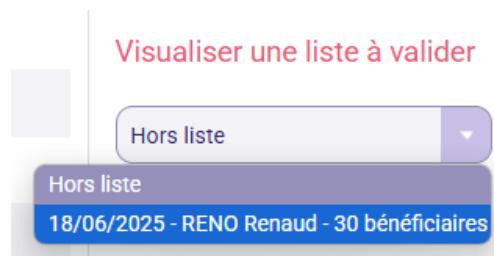 Visualiser une liste à valider
Hors liste
Hors liste
18/06/2025 - RENO Renaud - 30 bénéficiaires